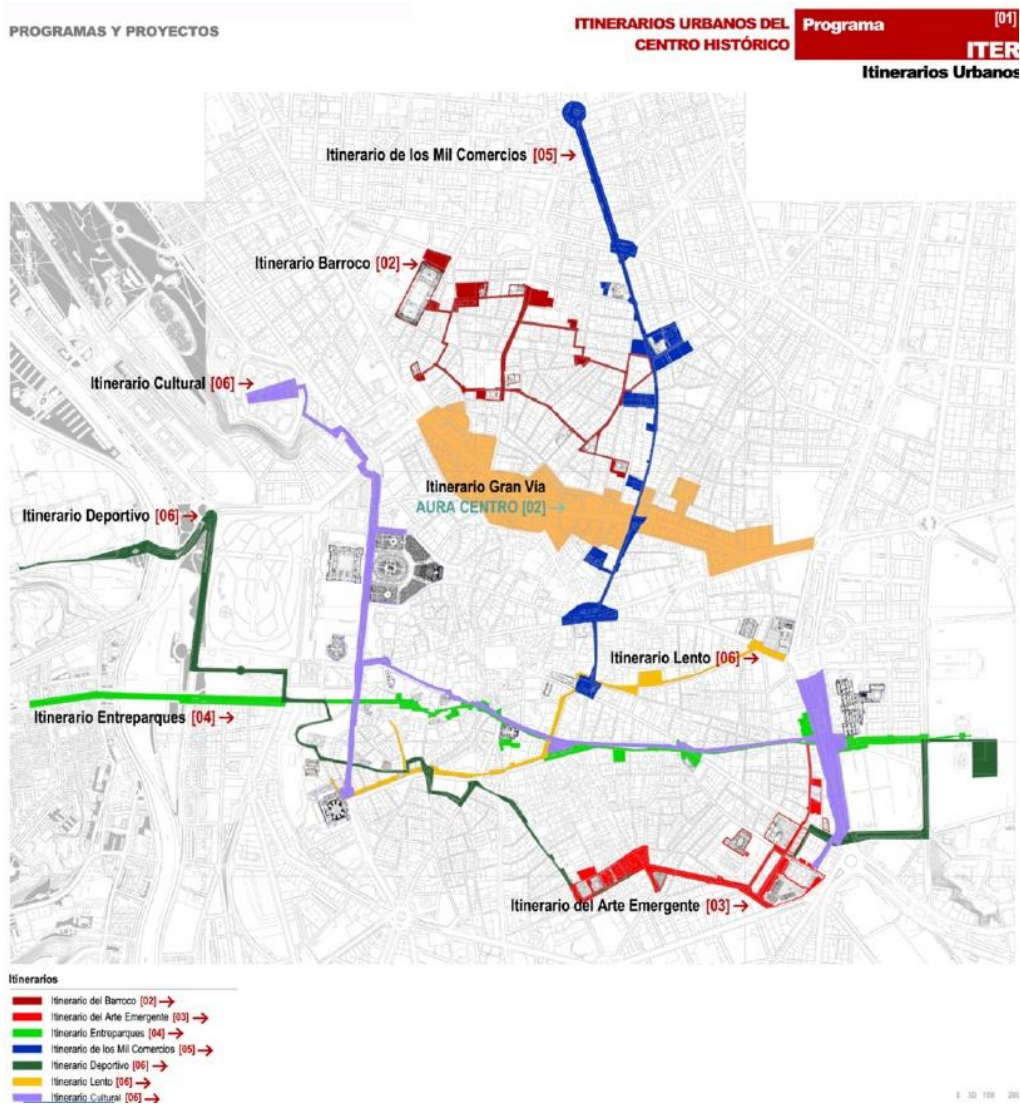 PROGRAMAS Y PROYECTOS
ITINERARIOS URBANOS DEL
CENTRO HISTÓRICO
Programa [01]
ITER
Itinerarios Urbanos
Itinerario de los Mil Comercios [05] →
Itinerario Barroco [02] →
Itinerario Cultural [06] →
Itinerario Gran Vía
AURA CENTRO [02] →
Itinerario Deportivo [06] →
Itinerario Lento [06] →
Itinerario Entreparques [04] →
Itinerario del Arte Emergente [03] →
Itinerarios
Itinerario del Barroco [02] →
Itinerario del Arte Emergente [03] →
Itinerario Entreparques [04] →
Itinerario de los Mil Comercios [05] →
Itinerario Deportivo [06] →
Itinerario Lento [06] →
Itinerario Cultural [06] →